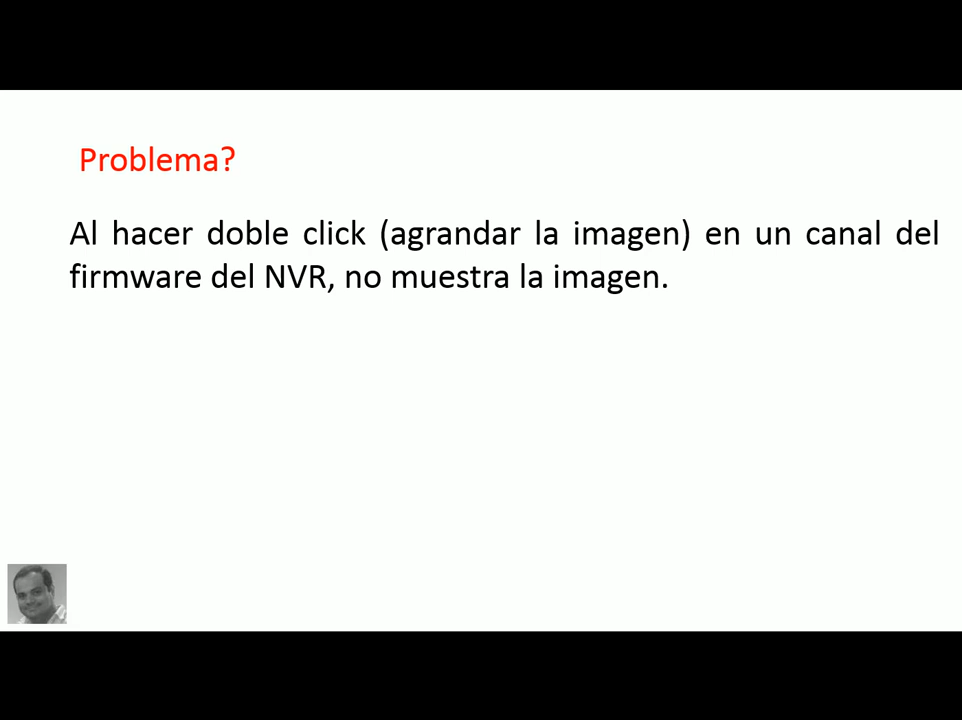 Problema?
Al hacer doble click (agrandar la imagen) en un canal del
firmware del NVR, no muestra la imagen.